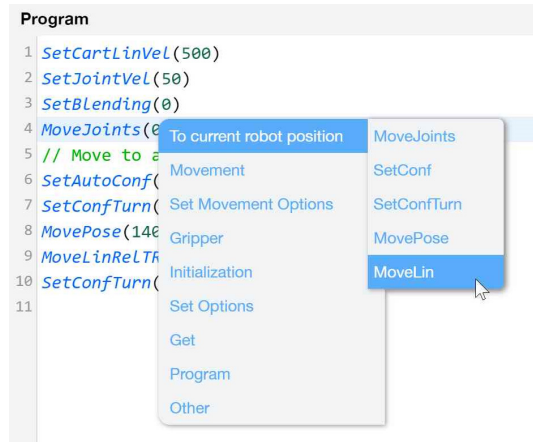 Program
1 SetCartLinVel(500)
2 SetJointVel(50)
3 SetBlending(0)
4 MoveJoints(0
5 // Move to a
6 SetAutoConf(
7 SetConfTurn(
8 MovePose(140
9 MoveLinRelTR
10 SetConfTurn(
11
To current robot position
Movement
Set Movement Options
Gripper
Initialization
Set Options
Get
Program
Other
MoveJoints
SetConf
SetConfTurn
MovePose
MoveLin